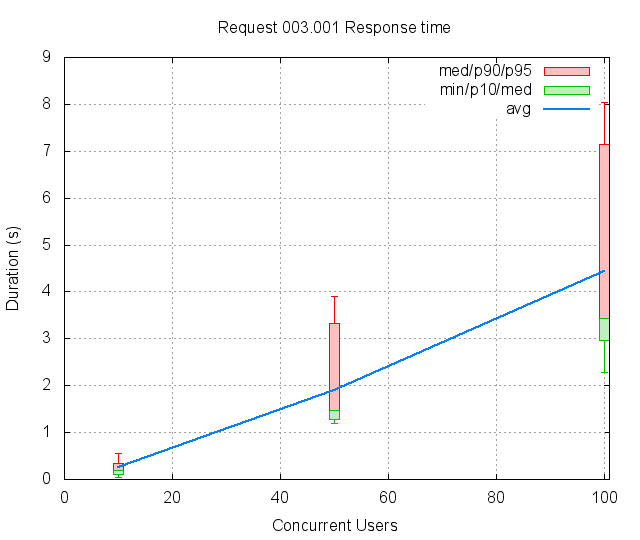 Request 003.001 Response time
med/p90/p95
min/p10/med
avg
9
8
7
6
5
4
3
2
1
0
Duration (s)
0 20 40 60 80 100
Concurrent Users